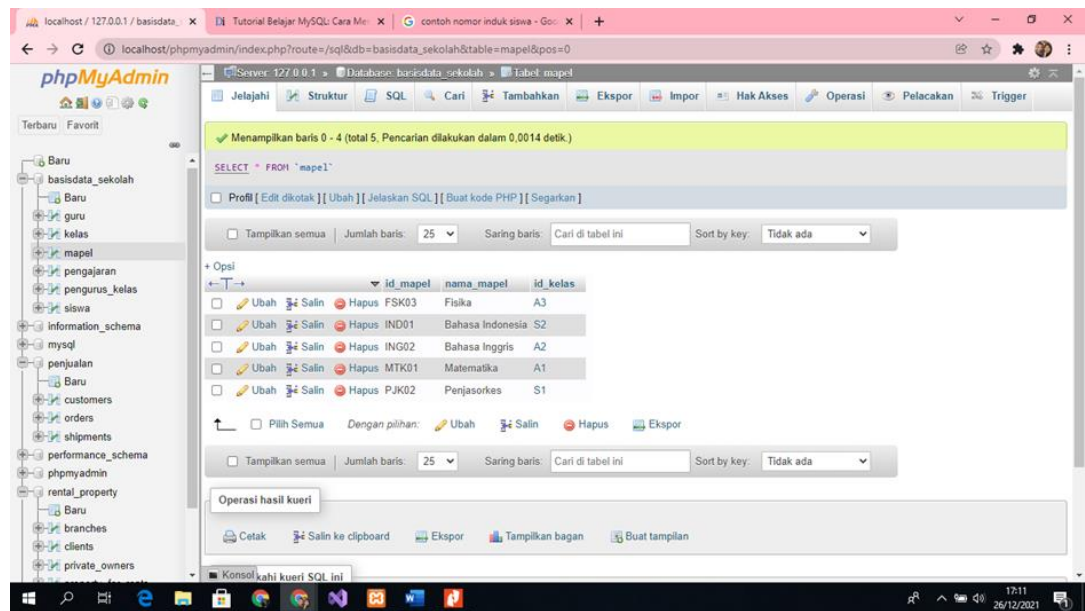 localhost / 127.0.0.1 / basisdata_
Tutorial Belajar MySQL: Cara Me
contoh nomor induk siswa - Goo
localhost/phpmyadmin/index.php?route=/sql&db=basisdata_sekolah&table=mapel&pos=0
phpMyAdmin
Terbaru Favorit
Baru
basisdata_sekolah
Baru
guru
kelas
mapel
pengajaran
pengurus_kelas
siswa
information_schema
mysql
penjualan
Baru
customers
orders
shipments
performance_schema
phpmyadmin
rental_property
Baru
branches
clients
private_owners
Server: 127.0.0.1 » Database: basisdata_sekolah » Tabel: mapel
Jelajahi Struktur SQL Cari Tambahkan Ekspor Impor Hak Akses Operasi Pelacakan Trigger
Menampilkan baris 0 - 4 (total 5, Pencarian dilakukan dalam 0,0014 detik.)
SELECT * FROM `mapel`
Profil [ Edit dikotak ] [ Ubah ] [ Jelaskan SQL ] [ Buat kode PHP ] [ Segarkan ]
Tampilkan semua | Jumlah baris: 25 Saring baris: Cari di tabel ini Sort by key: Tidak ada
+ Opsi
←T→ id_mapel nama_mapel id_kelas
Ubah Salin Hapus FSK03 Fisika A3
Ubah Salin Hapus IND01 Bahasa Indonesia S2
Ubah Salin Hapus ING02 Bahasa Inggris A2
Ubah Salin Hapus MTK01 Matematika A1
Ubah Salin Hapus PJK02 Penjasorkes S1
Pilih Semua Dengan pilihan: Ubah Salin Hapus Ekspor
Tampilkan semua | Jumlah baris: 25 Saring baris: Cari di tabel ini Sort by key: Tidak ada
Operasi hasil kueri
Cetak Salin ke clipboard Ekspor Tampilkan bagan Buat tampilan
Konsol kahi kueri SQL ini
17:11
26/12/2021